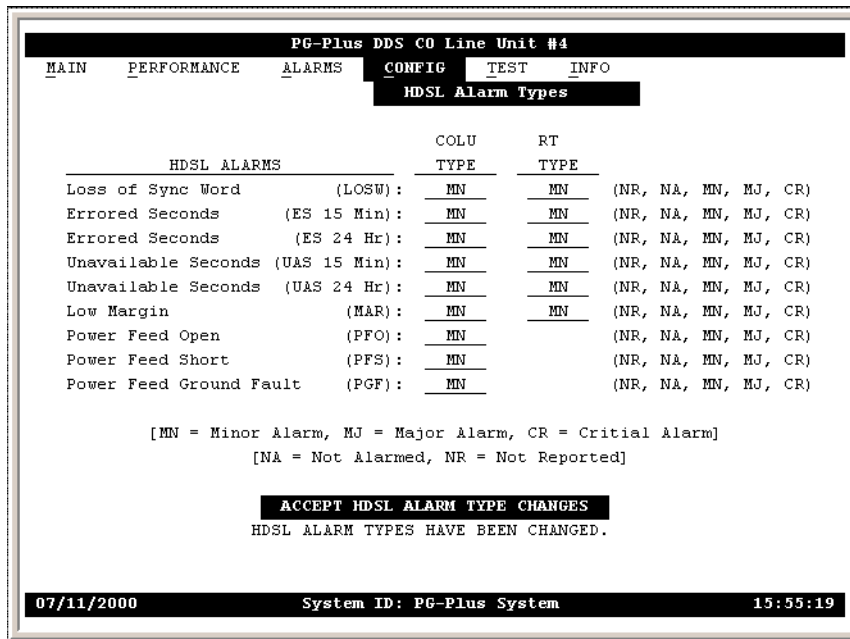 PG-Plus DDS CO Line Unit #4
MAIN PERFORMANCE ALARMS CONFIG TEST INFO
HDSL Alarm Types
COLU RT
HDSL ALARMS TYPE TYPE
Loss of Sync Word (LOSW): MN MN (NR, NA, MN, MJ, CR)
Errored Seconds (ES 15 Min): MN MN (NR, NA, MN, MJ, CR)
Errored Seconds (ES 24 Hr): MN MN (NR, NA, MN, MJ, CR)
Unavailable Seconds (UAS 15 Min): MN MN (NR, NA, MN, MJ, CR)
Unavailable Seconds (UAS 24 Hr): MN MN (NR, NA, MN, MJ, CR)
Low Margin (MAR): MN MN (NR, NA, MN, MJ, CR)
Power Feed Open (PFO): MN (NR, NA, MN, MJ, CR)
Power Feed Short (PFS): MN (NR, NA, MN, MJ, CR)
Power Feed Ground Fault (PGF): MN (NR, NA, MN, MJ, CR)
[MN = Minor Alarm, MJ = Major Alarm, CR = Critial Alarm]
[NA = Not Alarmed, NR = Not Reported]
ACCEPT HDSL ALARM TYPE CHANGES
HDSL ALARM TYPES HAVE BEEN CHANGED.
07/11/2000 System ID: PG-Plus System 15:55:19